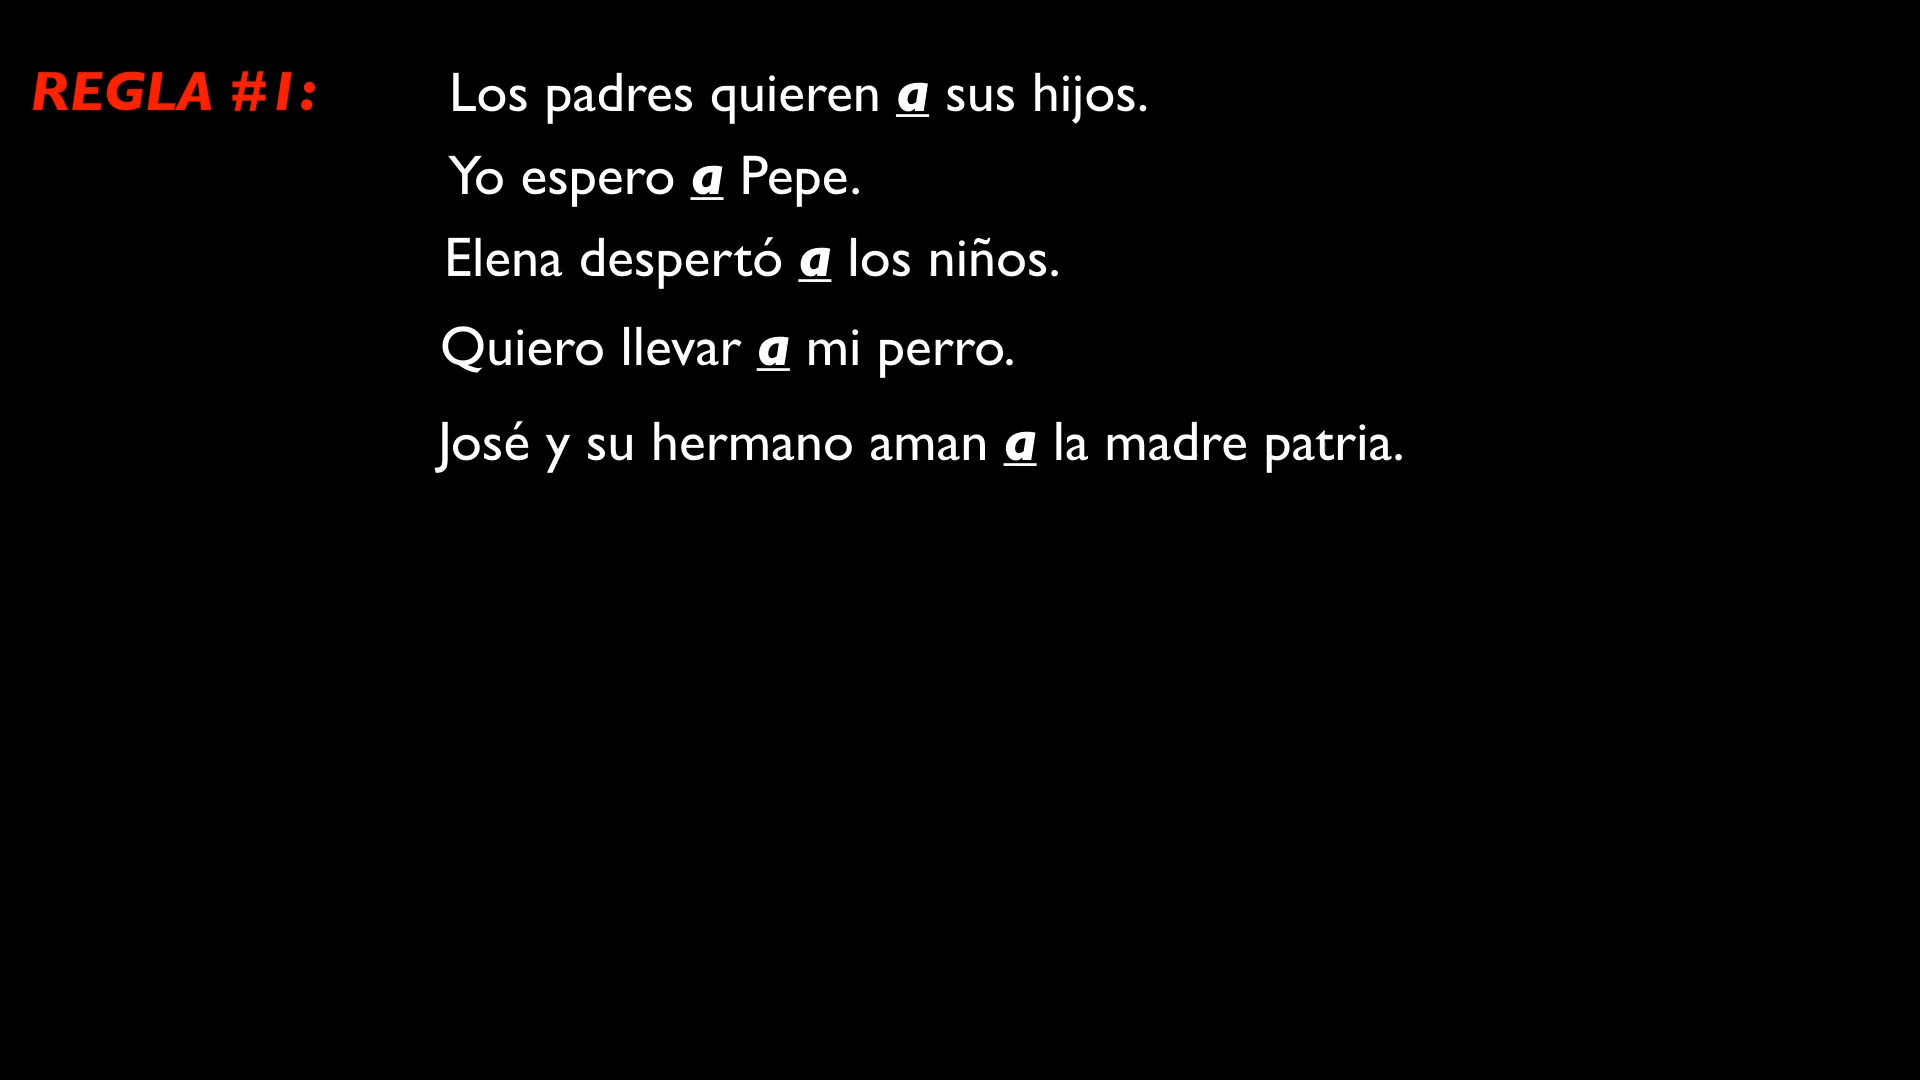 REGLA #1: Los padres quieren a sus hijos.
Yo espero a Pepe.
Elena despertó a los niños.
Quiero llevar a mi perro.
José y su hermano aman a la madre patria.